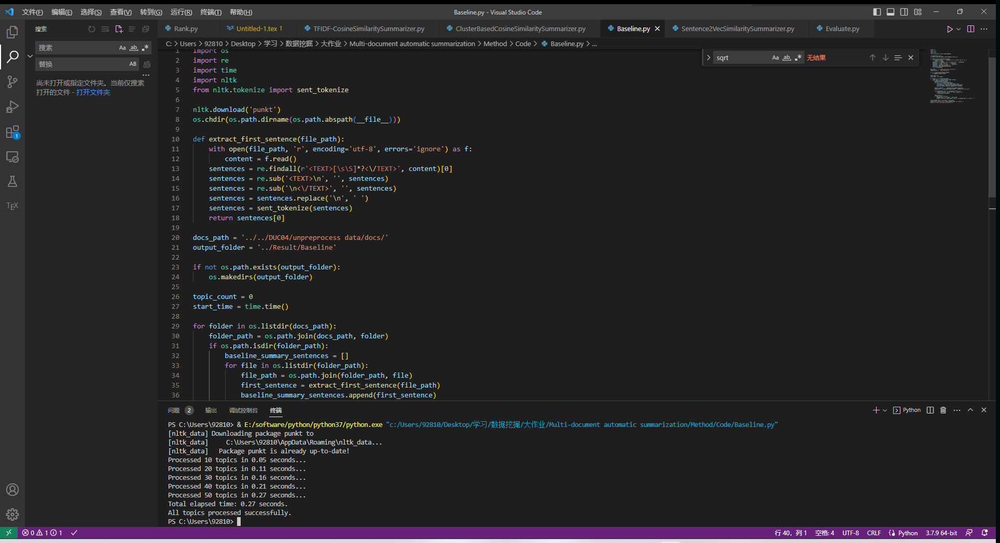 文件(F) 编辑(E) 选择(S) 查看(V) 转到(G) 运行(R) 终端(T) 帮助(H)
Baseline.py - Visual Studio Code
搜索
搜索
Aa ab
替换
AB
尚未打开或指定文件夹。当前仅搜索
打开的文件 - 打开文件夹
1
TEX
Rank.py
TEX Untitled-1.tex 1
TFIDF-CosineSimilaritySummarizer.py
ClusterBasedCosineSimilaritySummarizer.py
Baseline.py
Sentence2VecSimilaritySummarizer.py
Evaluate.py
C: > Users > 92810 > Desktop > 学习 > 数据挖掘 > 大作业 > Multi-document automatic summarization > Method > Code > Baseline.py > ...
sqrt Aa ab 无结果
1 import os
2 import re
3 import time
4 import nltk
5 from nltk.tokenize import sent_tokenize
6
7 nltk.download('punkt')
8 os.chdir(os.path.dirname(os.path.abspath(__file__)))
9
10 def extract_first_sentence(file_path):
11     with open(file_path, 'r', encoding='utf-8', errors='ignore') as f:
12         content = f.read()
13     sentences = re.findall(r'<TEXT>[\s\S]*?<\/TEXT>', content)[0]
14     sentences = re.sub('<TEXT>\n', '', sentences)
15     sentences = re.sub('\n<\/TEXT>', '', sentences)
16     sentences = sentences.replace('\n', ' ')
17     sentences = sent_tokenize(sentences)
18     return sentences[0]
19
20 docs_path = '../../DUC04/unpreprocess data/docs/'
21 output_folder = '../Result/Baseline'
22
23 if not os.path.exists(output_folder):
24     os.makedirs(output_folder)
25
26 topic_count = 0
27 start_time = time.time()
28
29 for folder in os.listdir(docs_path):
30     folder_path = os.path.join(docs_path, folder)
31     if os.path.isdir(folder_path):
32         baseline_summary_sentences = []
33         for file in os.listdir(folder_path):
34             file_path = os.path.join(folder_path, file)
35             first_sentence = extract_first_sentence(file_path)
36             baseline_summary_sentences.append(first_sentence)
问题 2 输出 调试控制台 终端
Python
PS C:\Users\92810> & E:/software/python/python37/python.exe "c:/Users/92810/Desktop/学习/数据挖掘/大作业/Multi-document automatic summarization/Method/Code/Baseline.py"
[nltk_data] Downloading package punkt to
[nltk_data]     C:\Users\92810\AppData\Roaming\nltk_data...
[nltk_data]   Package punkt is already up-to-date!
Processed 10 topics in 0.05 seconds...
Processed 20 topics in 0.11 seconds...
Processed 30 topics in 0.16 seconds...
Processed 40 topics in 0.21 seconds...
Processed 50 topics in 0.27 seconds...
Total elapsed time: 0.27 seconds.
All topics processed successfully.
PS C:\Users\92810>
0 1 1
行 40，列 1 空格: 4 UTF-8 CRLF Python 3.7.9 64-bit